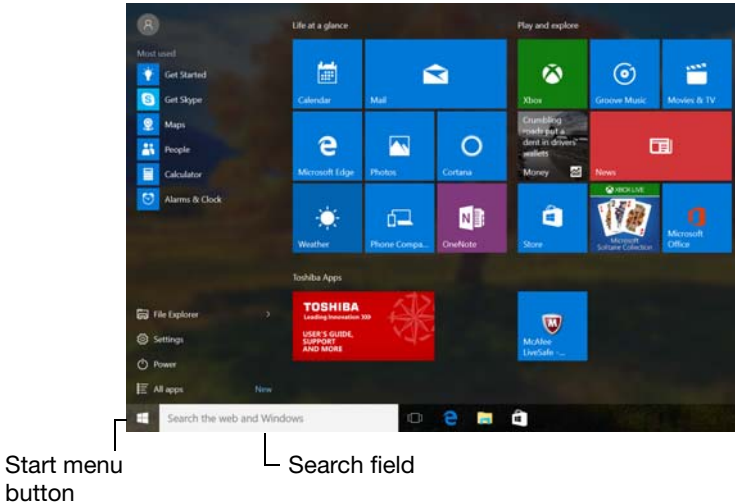 Life at a glance
Play and explore
Most used
Get Started
Get Skype
Maps
People
Calculator
Alarms & Clock
Calendar
Mail
Xbox
Groove Music
Movies & TV
Microsoft Edge
Photos
Cortana
Crumbling
roads put a
dent in drivers'
wallets
Money
News
Weather
Phone Compa...
N
OneNote
Store
XBOX LIVE
Microsoft
Solitaire Collection
Microsoft
Office
Toshiba Apps
TOSHIBA
Leading Innovation >>>
USER'S GUIDE,
SUPPORT
AND MORE
McAfee
LiveSafe -...
File Explorer
Settings
Power
All apps
New
Search the web and Windows
Start menu
button
Search field